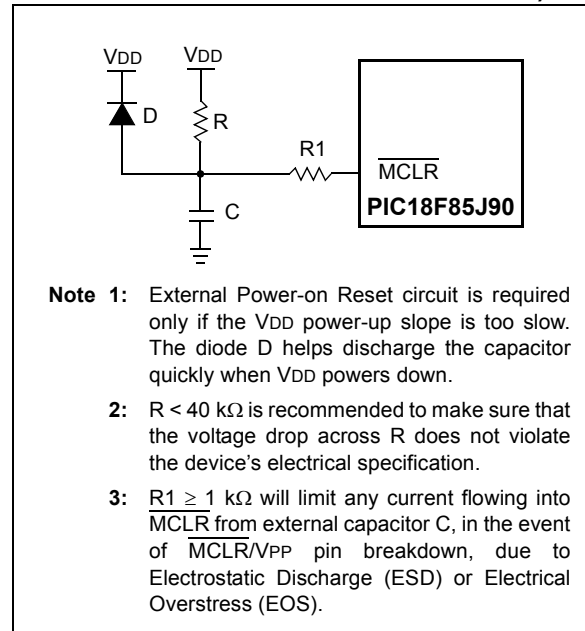 VDD VDD
D
R
R1
MCLR
PIC18F85J90
C
Note 1: External Power-on Reset circuit is required
only if the VDD power-up slope is too slow.
The diode D helps discharge the capacitor
quickly when VDD powers down.
2: R < 40 kΩ is recommended to make sure that
the voltage drop across R does not violate
the device's electrical specification.
3: R1 ≥ 1 kΩ will limit any current flowing into
MCLR from external capacitor C, in the event
of MCLR/VPP pin breakdown, due to
Electrostatic Discharge (ESD) or Electrical
Overstress (EOS).